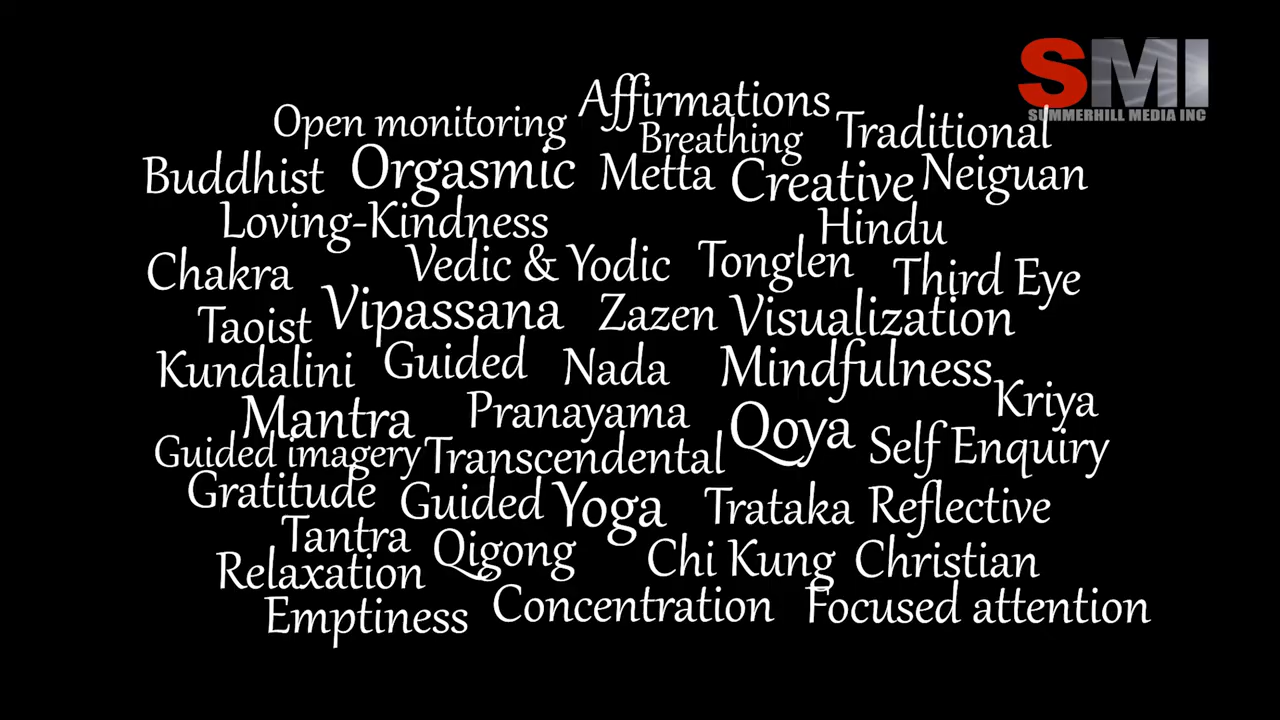 SMI
SUMMERHILL MEDIA INC
Affirmations
Open monitoring Breathing Traditional
Buddhist Orgasmic Metta Creative Neiguan
Loving-Kindness Hindu
Chakra Vedic & Yodic Tonglen Third Eye
Taoist Vipassana Zazen Visualization
Kundalini Guided Nada Mindfulness
Mantra Pranayama Qoya Kriya
Guided imagery Transcendental Self Enquiry
Gratitude Guided Yoga Trataka Reflective
Tantra Qigong Chi Kung Christian
Relaxation
Emptiness Concentration Focused attention